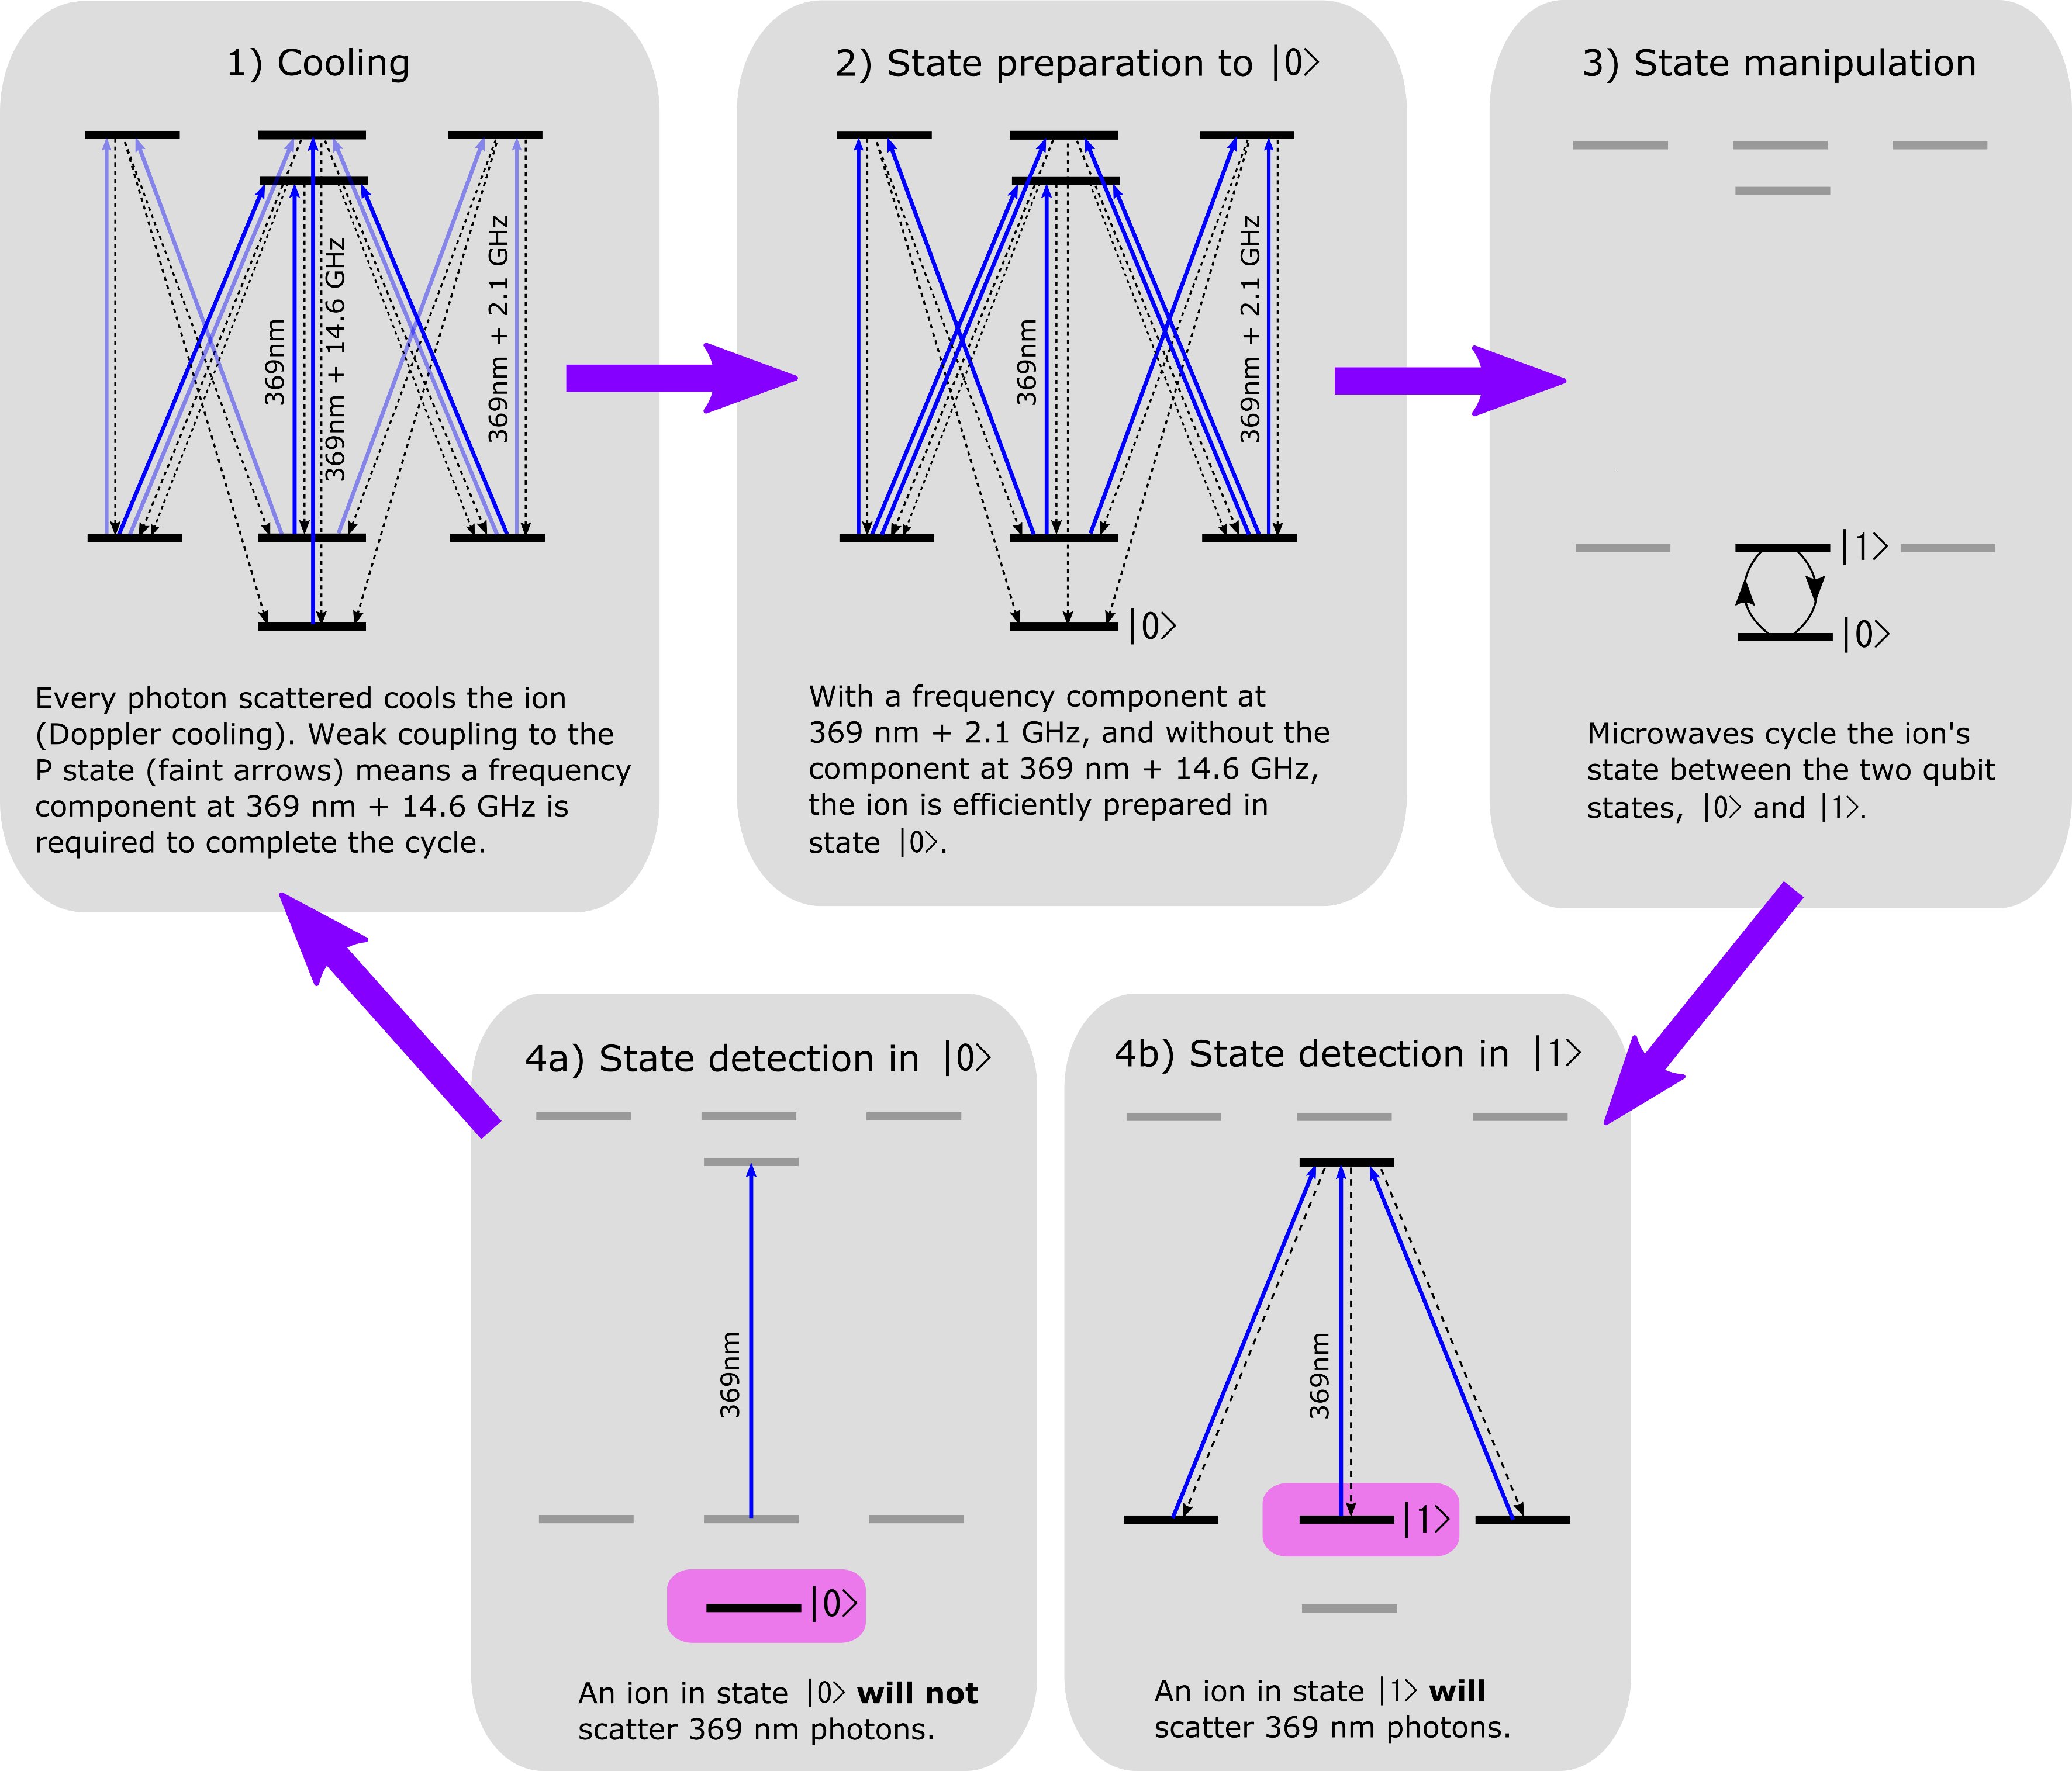 1) Cooling
369nm
369nm + 14.6 GHz
369nm + 2.1 GHz
Every photon scattered cools the ion
(Doppler cooling). Weak coupling to the
P state (faint arrows) means a frequency
component at 369 nm + 14.6 GHz is
required to complete the cycle.
2) State preparation to |0〉
369nm
369nm + 2.1 GHz
|0〉
With a frequency component at
369 nm + 2.1 GHz, and without the
component at 369 nm + 14.6 GHz,
the ion is efficiently prepared in
state |0〉.
3) State manipulation
|1〉
|0〉
Microwaves cycle the ion's
state between the two qubit
states, |0〉 and |1〉.
4a) State detection in |0〉
369nm
|0〉
An ion in state |0〉 will not
scatter 369 nm photons.
4b) State detection in |1〉
369nm
|1〉
An ion in state |1〉 will
scatter 369 nm photons.